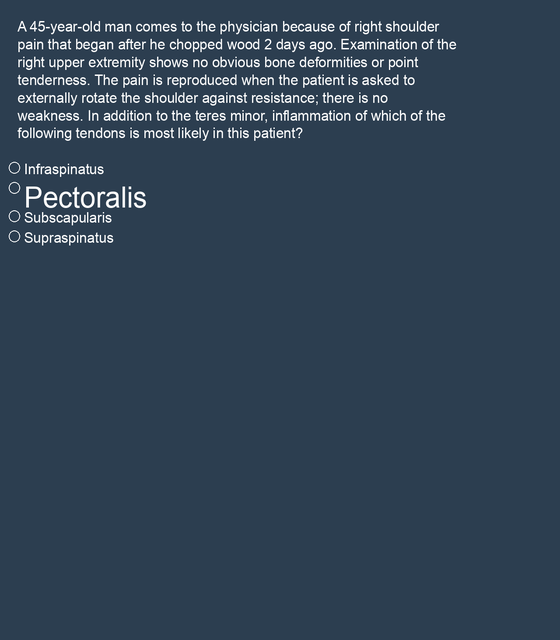 A 45-year-old man comes to the physician because of right shoulder
pain that began after he chopped wood 2 days ago. Examination of the
right upper extremity shows no obvious bone deformities or point
tenderness. The pain is reproduced when the patient is asked to
externally rotate the shoulder against resistance; there is no
weakness. In addition to the teres minor, inflammation of which of the
following tendons is most likely in this patient?
Infraspinatus
Pectoralis
Subscapularis
Supraspinatus